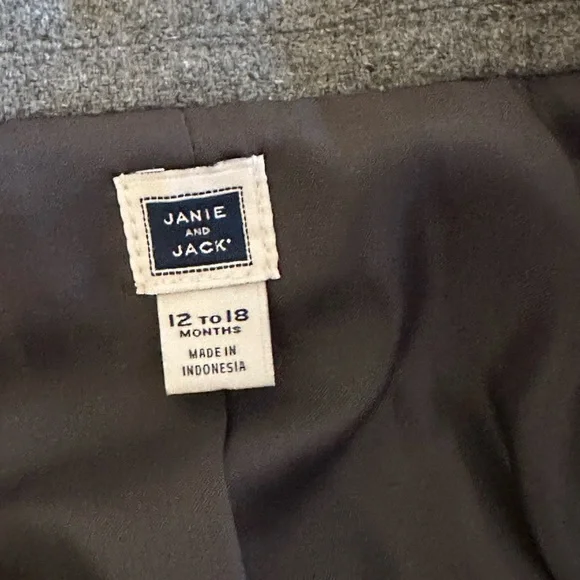 JANIE
AND
JACK
12 TO 18
MONTHS
MADE IN
INDONESIA